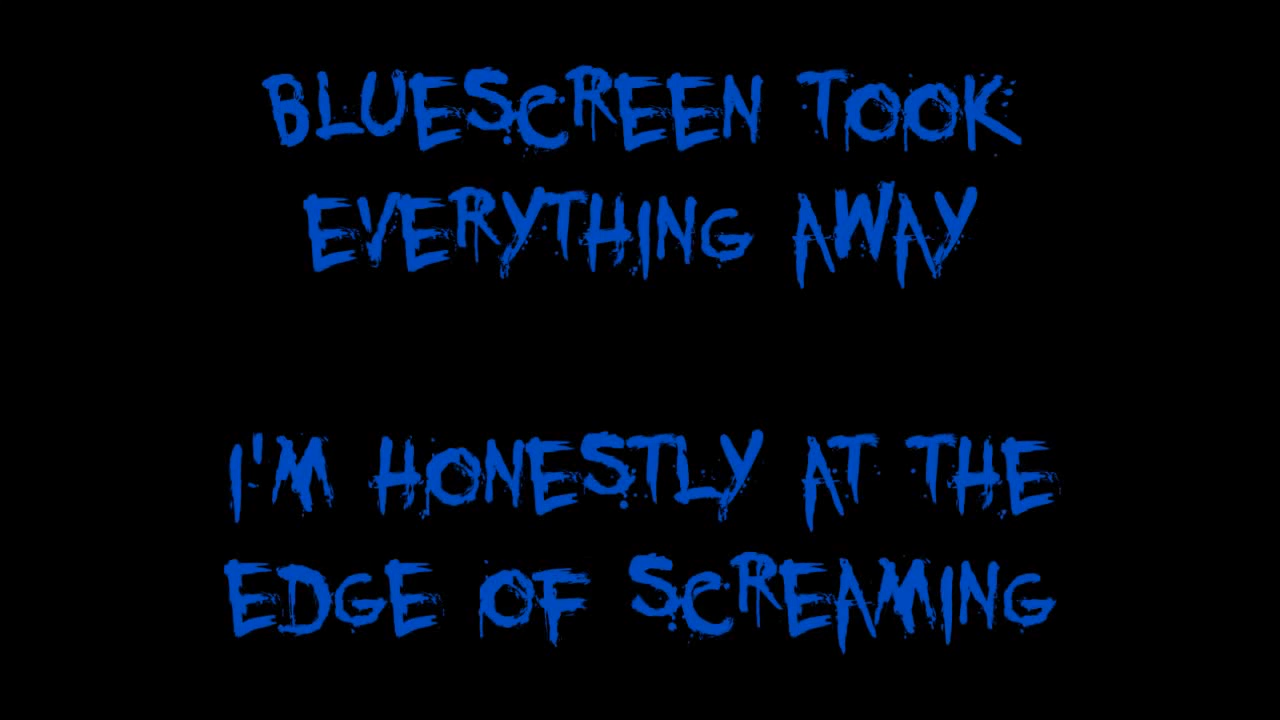 BLUESCREEN TOOK
EVERYTHING AWAY
I'M HONESTLY AT THE
EDGE OF SCREAMING